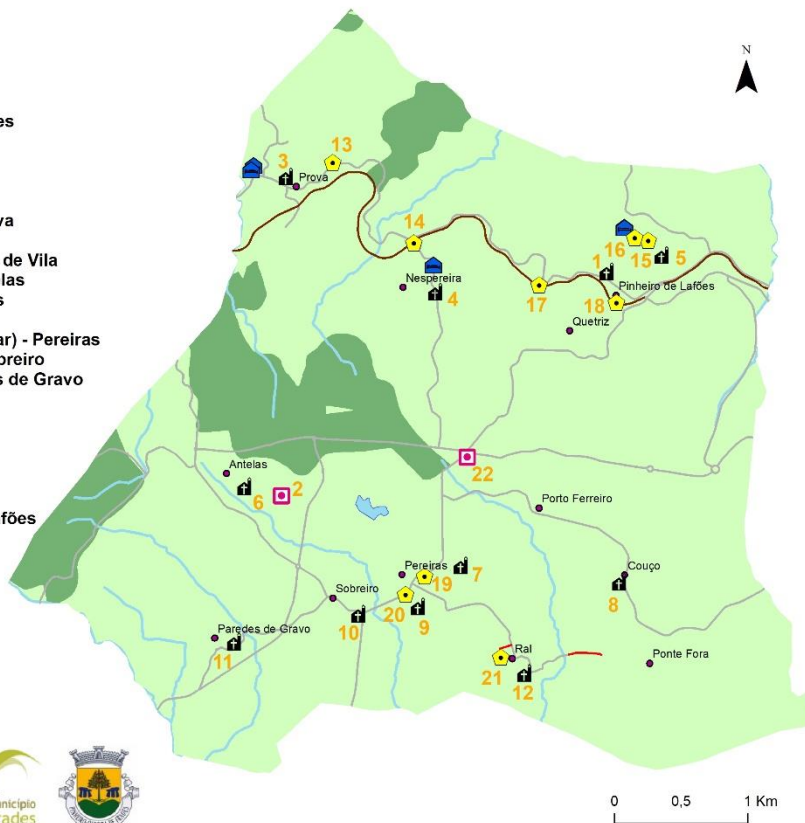 es
va
de Vila
las
s
ar) - Pereiras
breiro
s de Gravo
fões
N
13
3
Prova
14
16
15
5
1
Nespereira
4
17
Pinheiro de Lafões
18
Quetriz
22
Antelas
6
2
Porto Ferreiro
Pereiras
19
7
Couço
8
Sobreiro
20
9
10
Paredes de Gravo
11
Ral
21
12
Ponte Fora
nicípio
ades
0 0,5 1 Km